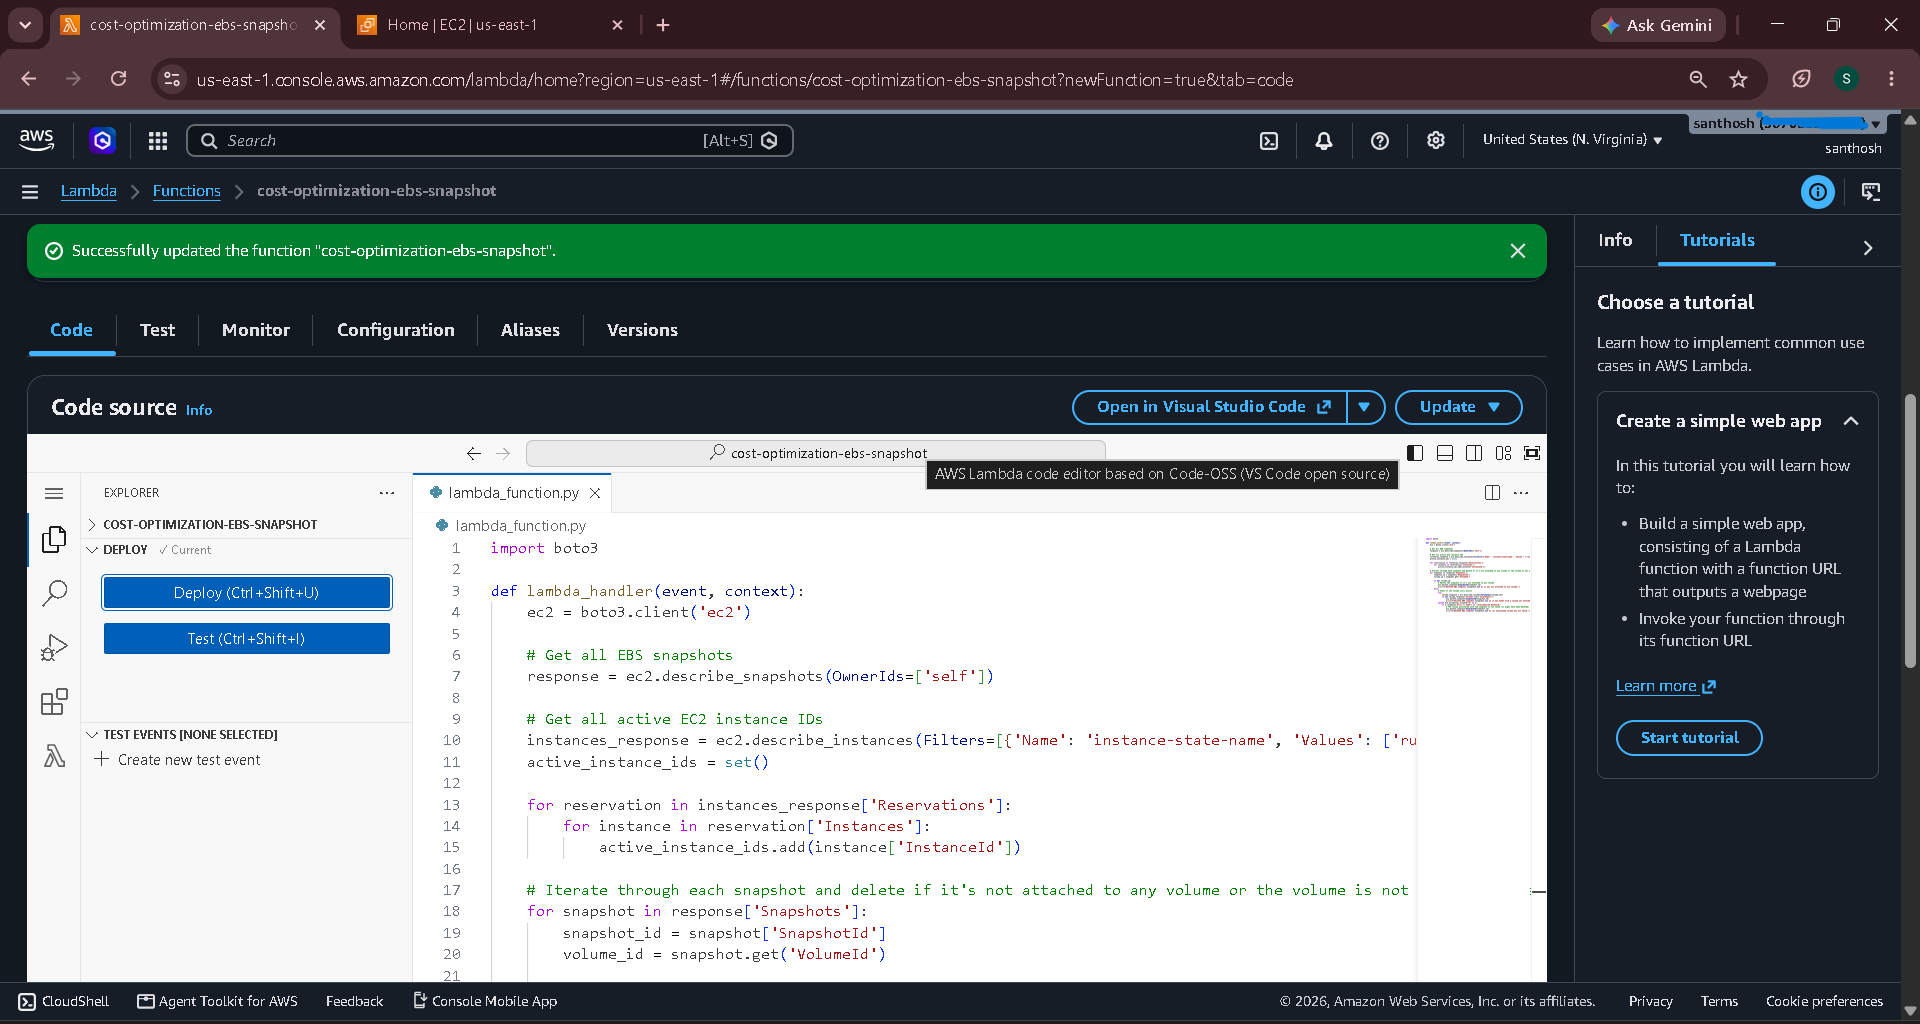 cost-optimization-ebs-snapsho
Home | EC2 | us-east-1
Ask Gemini
us-east-1.console.aws.amazon.com/lambda/home?region=us-east-1#/functions/cost-optimization-ebs-snapshot?newFunction=true&tab=code
S
aws
Search
[Alt+S]
United States (N. Virginia)
santhosh (
santhosh
Lambda
Functions
cost-optimization-ebs-snapshot
Successfully updated the function "cost-optimization-ebs-snapshot".
Code
Test
Monitor
Configuration
Aliases
Versions
Code source Info
Open in Visual Studio Code
Update
cost-optimization-ebs-snapshot
AWS Lambda code editor based on Code-OSS (VS Code open source)
EXPLORER
COST-OPTIMIZATION-EBS-SNAPSHOT
DEPLOY ✓ Current
Deploy (Ctrl+Shift+U)
Test (Ctrl+Shift+I)
TEST EVENTS [NONE SELECTED]
Create new test event
lambda_function.py
lambda_function.py
1 import boto3
2
3 def lambda_handler(event, context):
4 ec2 = boto3.client('ec2')
5
6 # Get all EBS snapshots
7 response = ec2.describe_snapshots(OwnerIds=['self'])
8
9 # Get all active EC2 instance IDs
10 instances_response = ec2.describe_instances(Filters=[{'Name': 'instance-state-name', 'Values': ['ru
11 active_instance_ids = set()
12
13 for reservation in instances_response['Reservations']:
14 for instance in reservation['Instances']:
15 active_instance_ids.add(instance['InstanceId'])
16
17 # Iterate through each snapshot and delete if it's not attached to any volume or the volume is not
18 for snapshot in response['Snapshots']:
19 snapshot_id = snapshot['SnapshotId']
20 volume_id = snapshot.get('VolumeId')
21
Info
Tutorials
Choose a tutorial
Learn how to implement common use
cases in AWS Lambda.
Create a simple web app
In this tutorial you will learn how
to:
• Build a simple web app,
consisting of a Lambda
function with a function URL
that outputs a webpage
• Invoke your function through
its function URL
Learn more
Start tutorial
CloudShell
Agent Toolkit for AWS
Feedback
Console Mobile App
© 2026, Amazon Web Services, Inc. or its affiliates.
Privacy
Terms
Cookie preferences